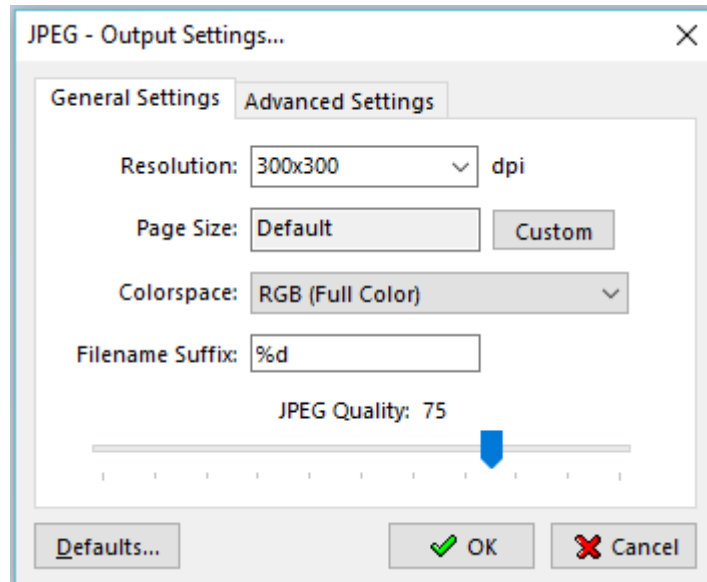 JPEG - Output Settings...
General Settings Advanced Settings
Resolution: 300x300 dpi
Page Size: Default Custom
Colorspace: RGB (Full Color)
Filename Suffix: %d
JPEG Quality: 75
Defaults... OK Cancel